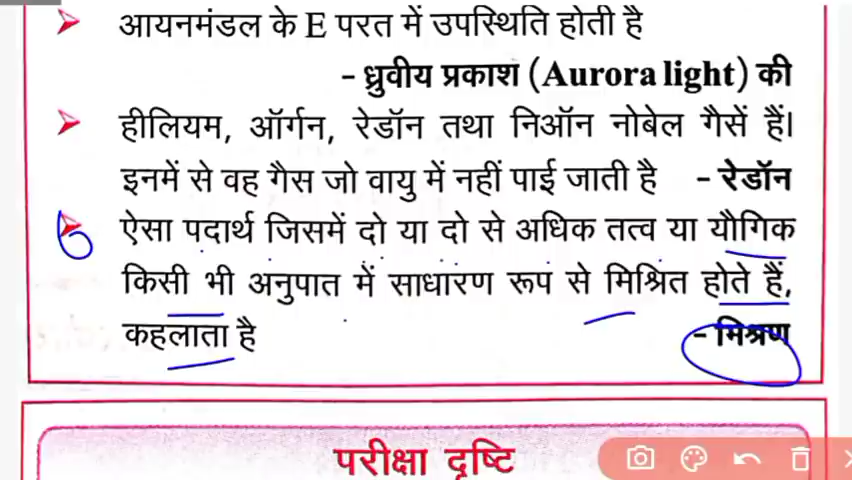 आयनमंडल के E परत में उपस्थिति होती है
- ध्रुवीय प्रकाश (Aurora light) की
हीलियम, ऑर्गन, रेडॉन तथा निऑन नोबेल गैसें हैं।
इनमें से वह गैस जो वायु में नहीं पाई जाती है - रेडॉन
ऐसा पदार्थ जिसमें दो या दो से अधिक तत्व या यौगिक
किसी भी अनुपात में साधारण रूप से मिश्रित होते हैं,
कहलाता है - मिश्रण
परीक्षा दृष्टि